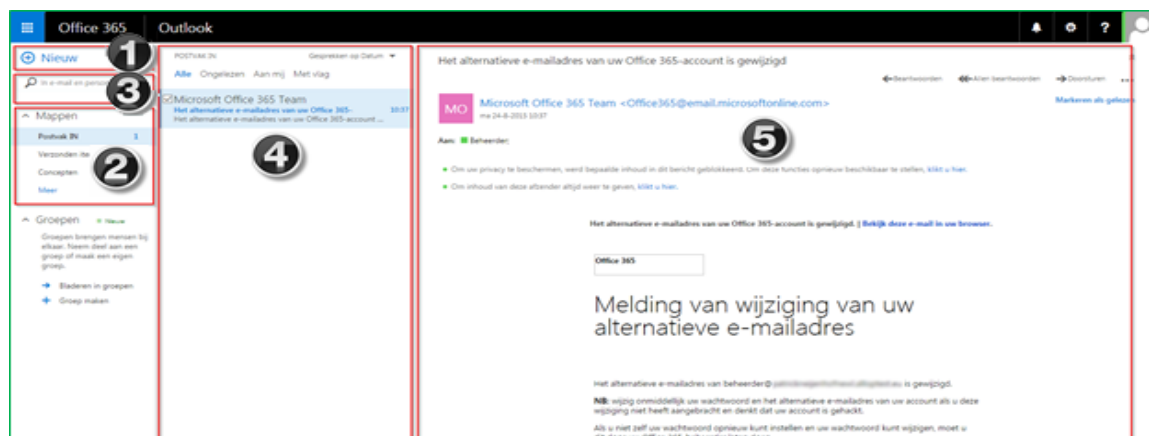 Office 365 Outlook ?
Nieuw 1
In e-mail en 3
Mappen
Postvak IN 1
Verzonden 2
Concepten
Meer
Groepen Nieuw
Groepen brengen mensen bij
elkaar. Neem deel aan een
groep of maak een eigen
groep.
Bladeren in groepen
Groep maken
POSTVAK IN Gesprekken op Datum
Alle Ongelezen Aan mij Met vlag
Microsoft Office 365 Team
Het alternatieve e-mailadres van uw Office 365- 10:37
Het alternatieve e-mailadres van uw Office 365-account ...
4
Het alternatieve e-mailadres van uw Office 365-account is gewijzigd
Beantwoorden Allen beantwoorden Doorsturen ...
Markeren als gelezen
MO Microsoft Office 365 Team <Office365@email.microsoftonline.com>
ma 24-8-2015 10:37
5
Aan: Beheerder;
Om uw privacy te beschermen, werd bepaalde inhoud in dit bericht geblokkeerd. Om deze functies opnieuw beschikbaar te stellen, klikt u hier.
Om inhoud van deze afzender altijd weer te geven, klikt u hier.
Het alternatieve e-mailadres van uw Office 365-account is gewijzigd. | Bekijk deze e-mail in uw browser.
Office 365
Melding van wijziging van uw
alternatieve e-mailadres
Het alternatieve e-mailadres van beheerder@ is gewijzigd.
NB: wijzig onmiddellijk uw wachtwoord en het alternatieve e-mailadres van uw account als u deze
wijziging niet heeft aangebracht en denkt dat uw account is gehackt.
Als u niet zelf uw wachtwoord opnieuw kunt instellen en uw wachtwoord kunt wijzigen, moet u